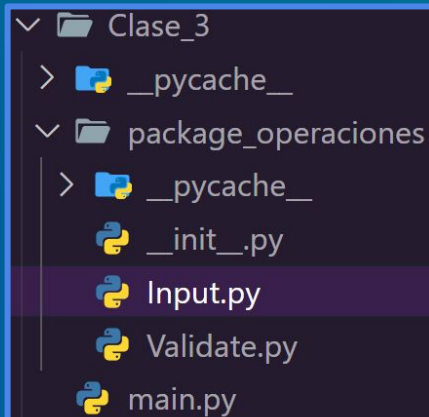 Clase_3
__pycache__
package_operaciones
__pycache__
__init__.py
Input.py
Validate.py
main.py